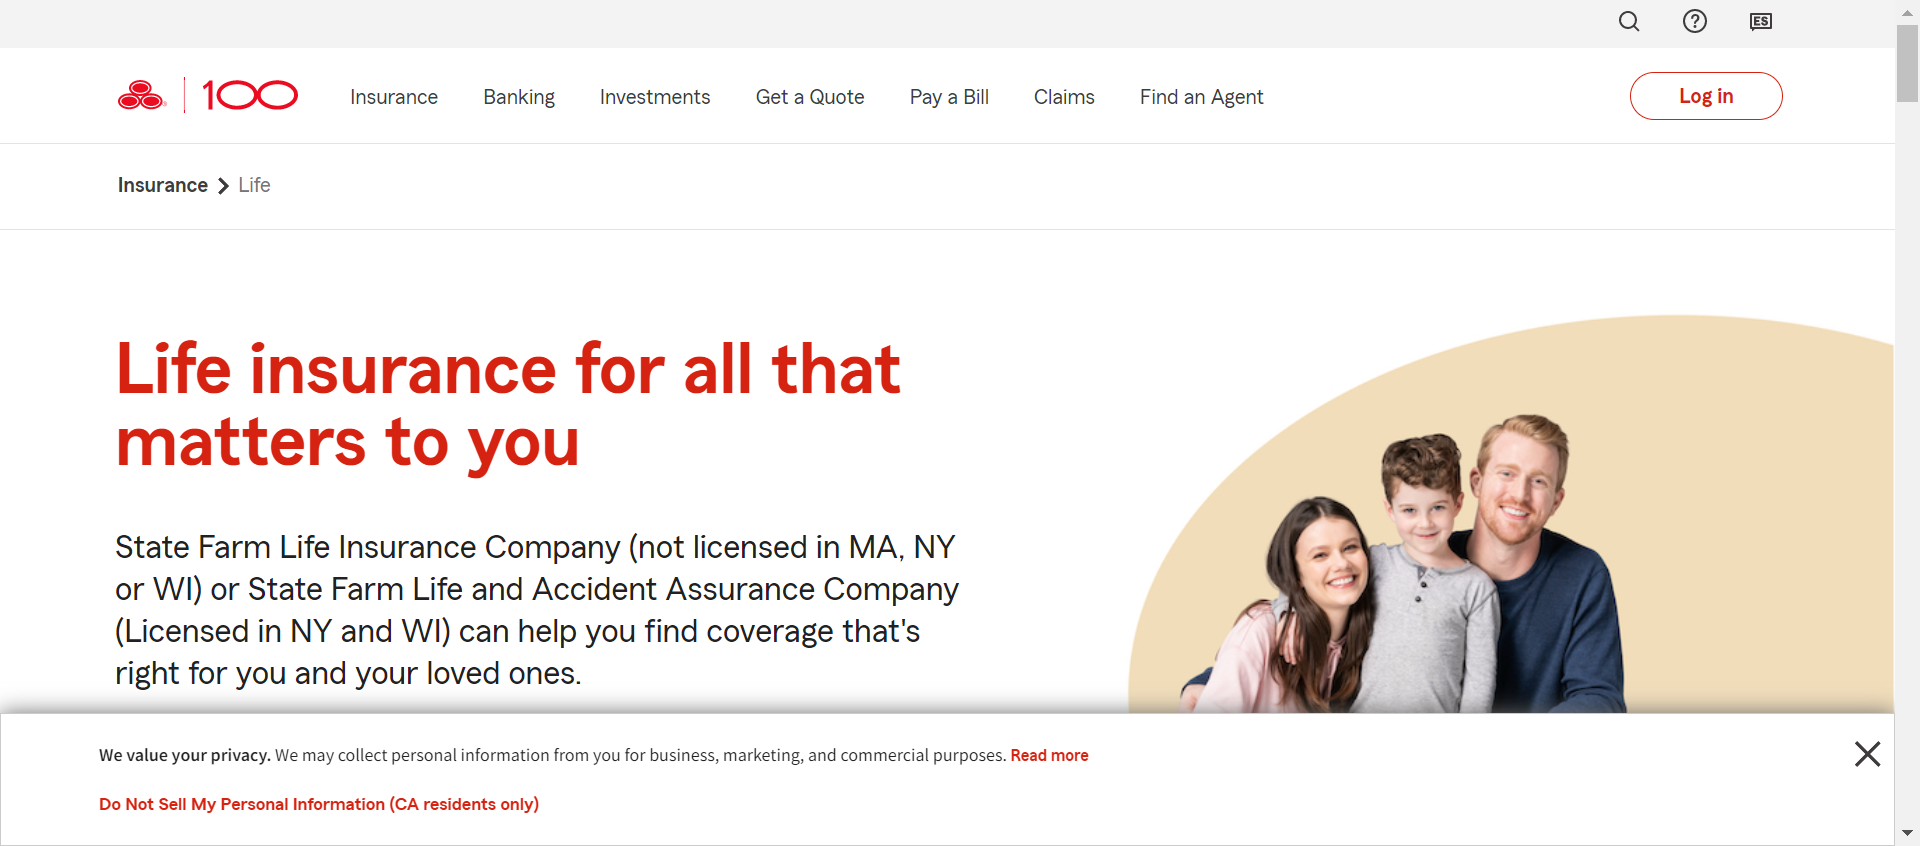 ES
100
Insurance
Banking
Investments
Get a Quote
Pay a Bill
Claims
Find an Agent
Log in
Insurance
Life
Life insurance for all that
matters to you
State Farm Life Insurance Company (not licensed in MA, NY
or WI) or State Farm Life and Accident Assurance Company
(Licensed in NY and WI) can help you find coverage that's
right for you and your loved ones.
We value your privacy. We may collect personal information from you for business, marketing, and commercial purposes. Read more
Do Not Sell My Personal Information (CA residents only)